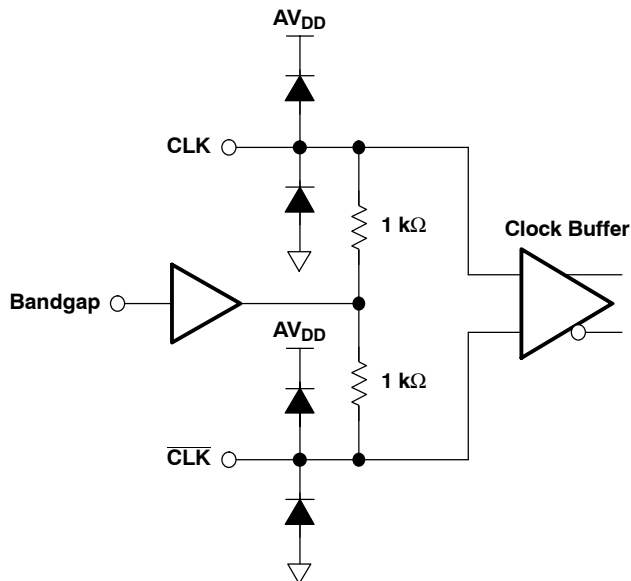 AVDD
CLK
1 kΩ
Clock Buffer
Bandgap
AVDD
1 kΩ
CLK